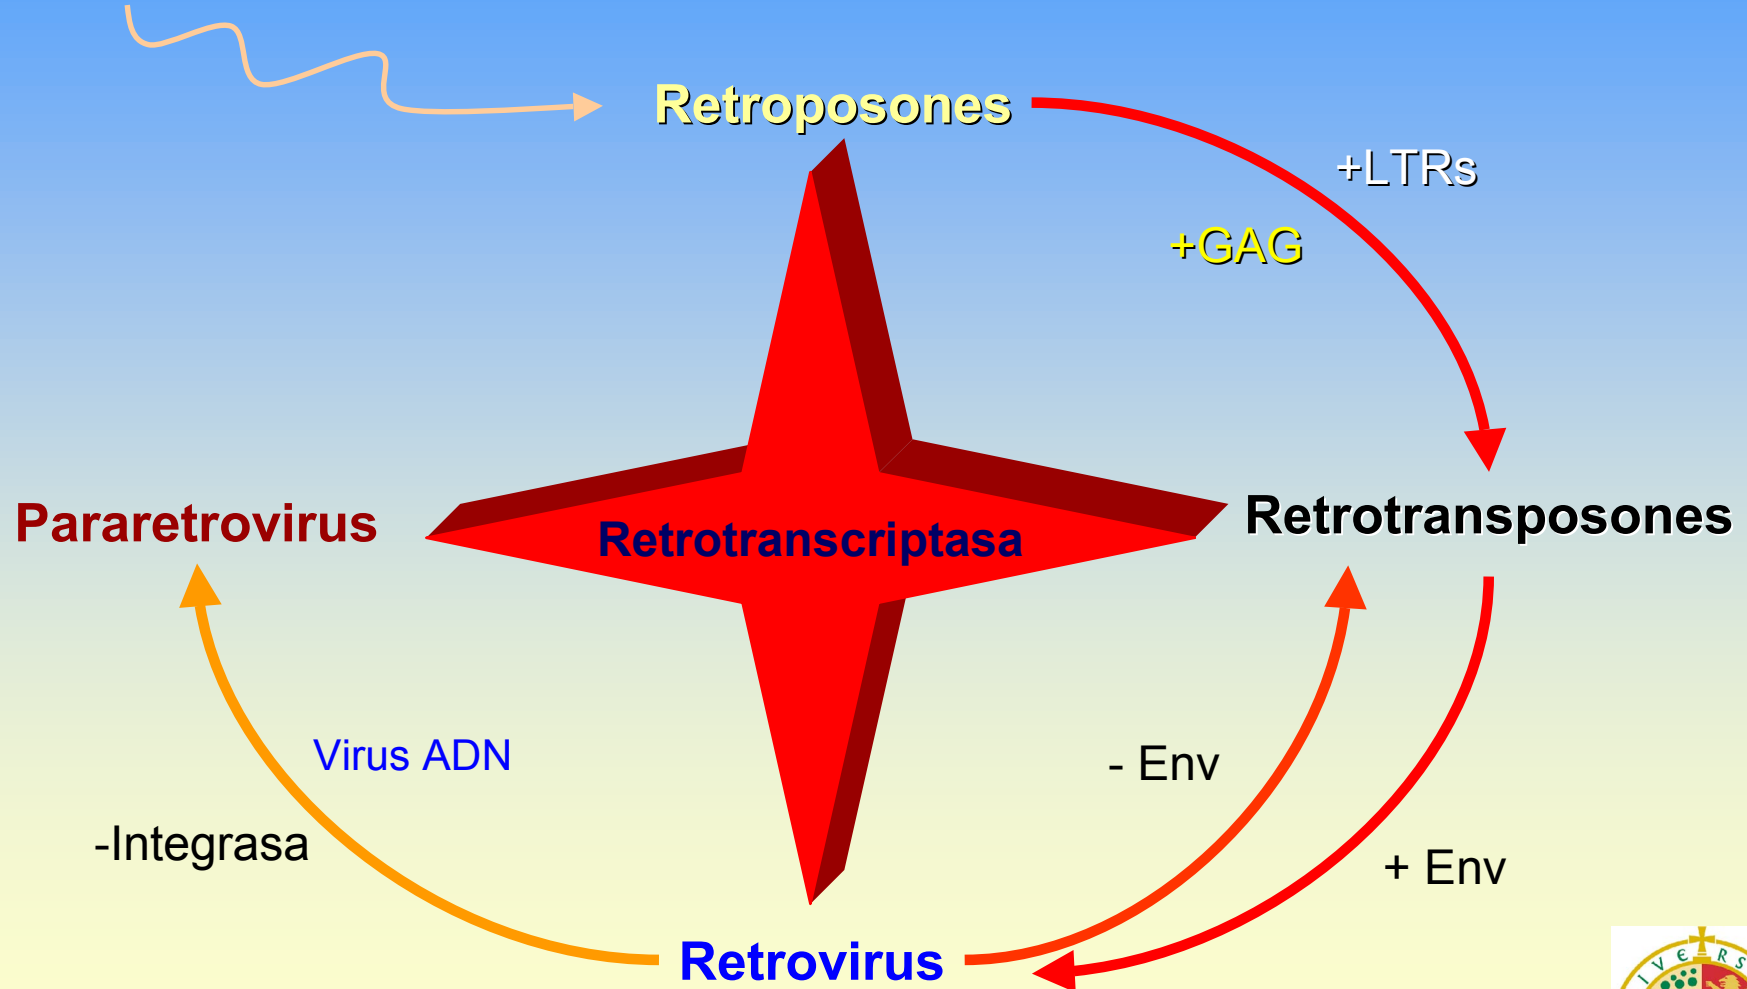 Retroposones
+LTRs
+GAG
Pararetrovirus
Retrotranscriptasa
Retrotransposones
Virus ADN
- Env
-Integrasa
+ Env
Retrovirus